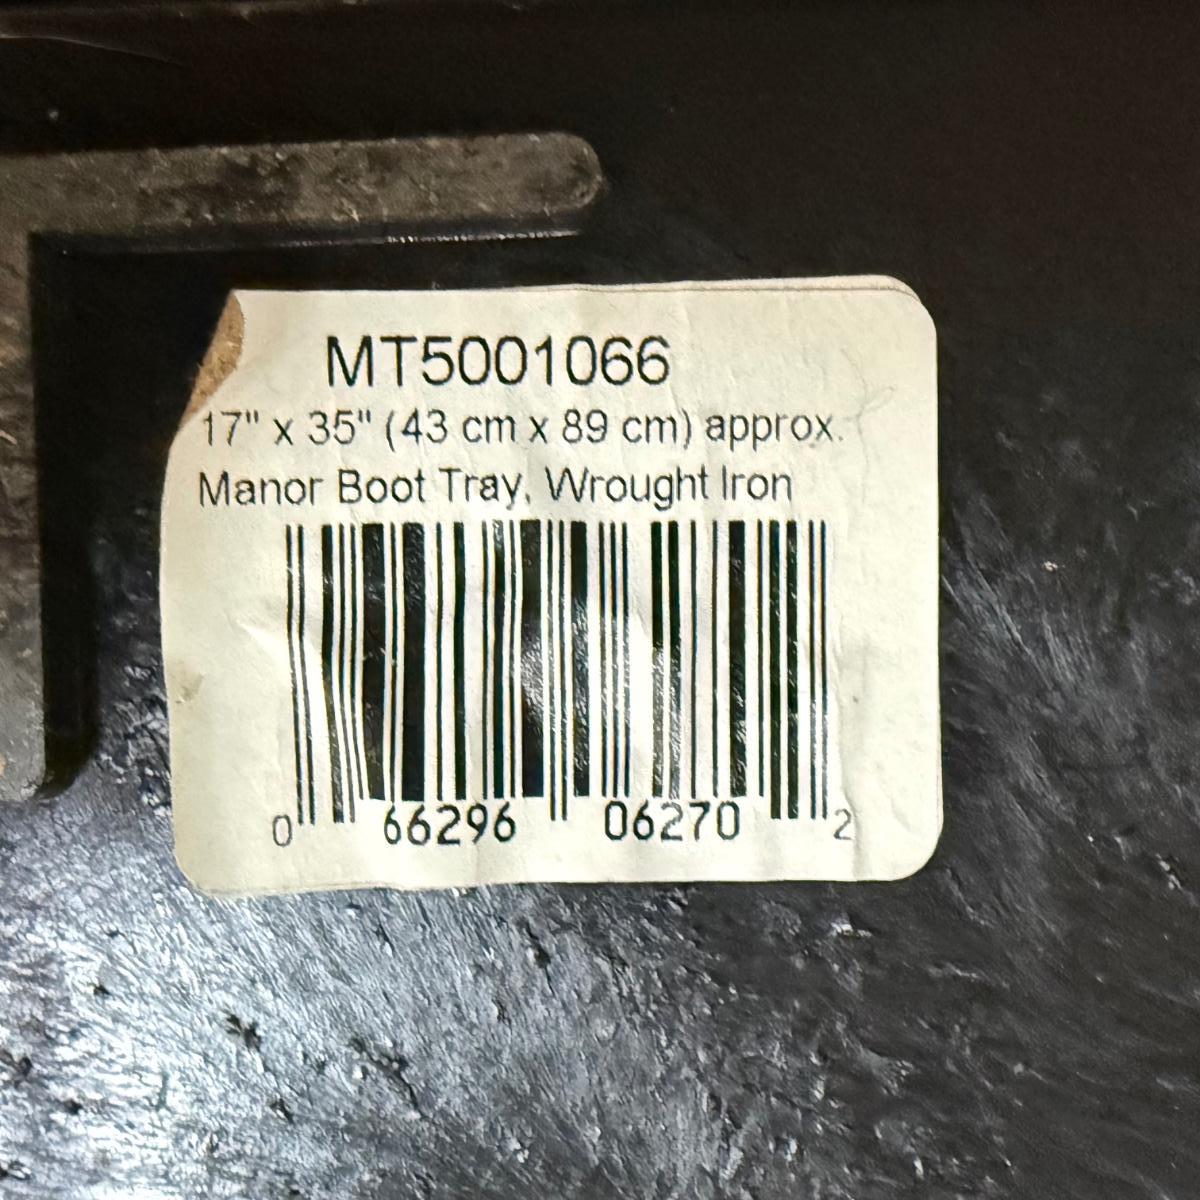 MT5001066
17" x 35" (43 cm x 89 cm) approx.
Manor Boot Tray, Wrought Iron
0 66296 06270 2